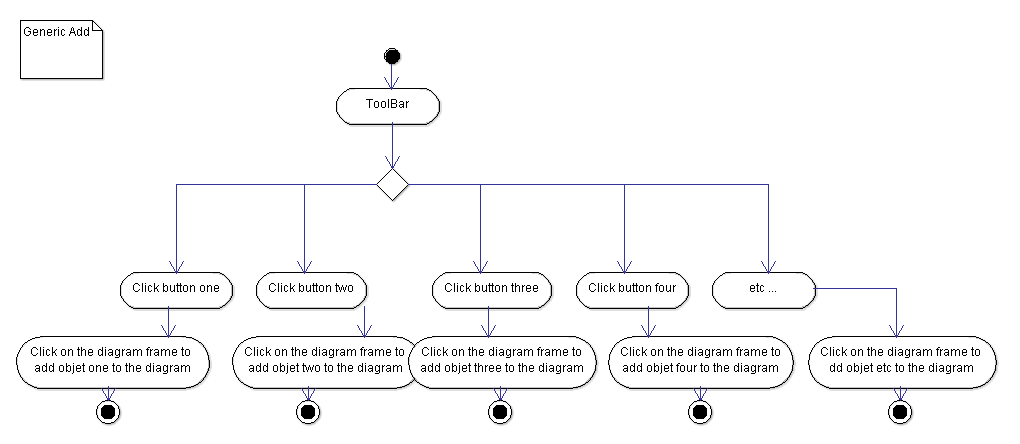 Generic Add
ToolBar
Click button one
Click button two
Click button three
Click button four
etc ...
Click on the diagram frame to
add objet one to the diagram
Click on the diagram frame to
add objet two to the diagram
Click on the diagram frame to
add objet three to the diagram
Click on the diagram frame to
add objet four to the diagram
Click on the diagram frame to
dd objet etc to the diagram